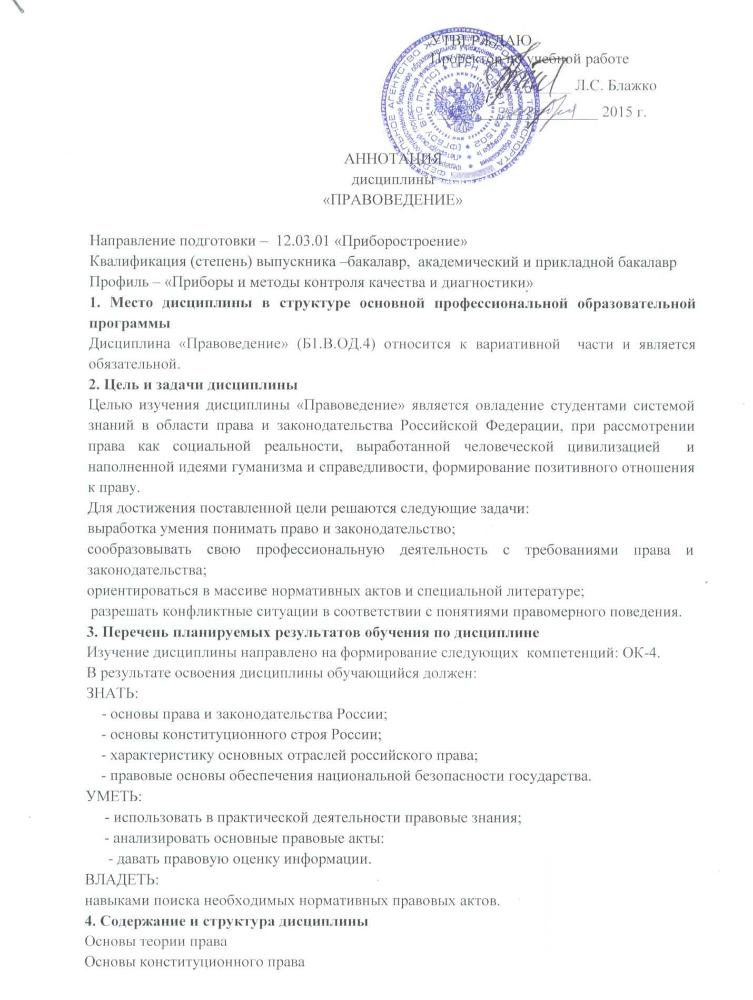 УТВЕРЖДАЮ
Проректор по учебной работе
Л.С. Блажко
« » 2015 г.
ФЕДЕРАЛЬНОЕ АГЕНТСТВО ЖЕЛЕЗНОДОРОЖНОГО ТРАНСПОРТА
АННОТАЦИЯ
дисциплины
«ПРАВОВЕДЕНИЕ»
Направление подготовки – 12.03.01 «Приборостроение»
Квалификация (степень) выпускника –бакалавр, академический и прикладной бакалавр
Профиль – «Приборы и методы контроля качества и диагностики»
1. Место дисциплины в структуре основной профессиональной образовательной
программы
Дисциплина «Правоведение» (Б1.В.ОД.4) относится к вариативной части и является
обязательной.
2. Цель и задачи дисциплины
Целью изучения дисциплины «Правоведение» является овладение студентами системой
знаний в области права и законодательства Российской Федерации, при рассмотрении
права как социальной реальности, выработанной человеческой цивилизацией и
наполненной идеями гуманизма и справедливости, формирование позитивного отношения
к праву.
Для достижения поставленной цели решаются следующие задачи:
выработка умения понимать право и законодательство;
сообразовывать свою профессиональную деятельность с требованиями права и
законодательства;
ориентироваться в массиве нормативных актов и специальной литературе;
разрешать конфликтные ситуации в соответствии с понятиями правомерного поведения.
3. Перечень планируемых результатов обучения по дисциплине
Изучение дисциплины направлено на формирование следующих компетенций: ОК-4.
В результате освоения дисциплины обучающийся должен:
ЗНАТЬ:
- основы права и законодательства России;
- основы конституционного строя России;
- характеристику основных отраслей российского права;
- правовые основы обеспечения национальной безопасности государства.
УМЕТЬ:
- использовать в практической деятельности правовые знания;
- анализировать основные правовые акты:
- давать правовую оценку информации.
ВЛАДЕТЬ:
навыками поиска необходимых нормативных правовых актов.
4. Содержание и структура дисциплины
Основы теории права
Основы конституционного права